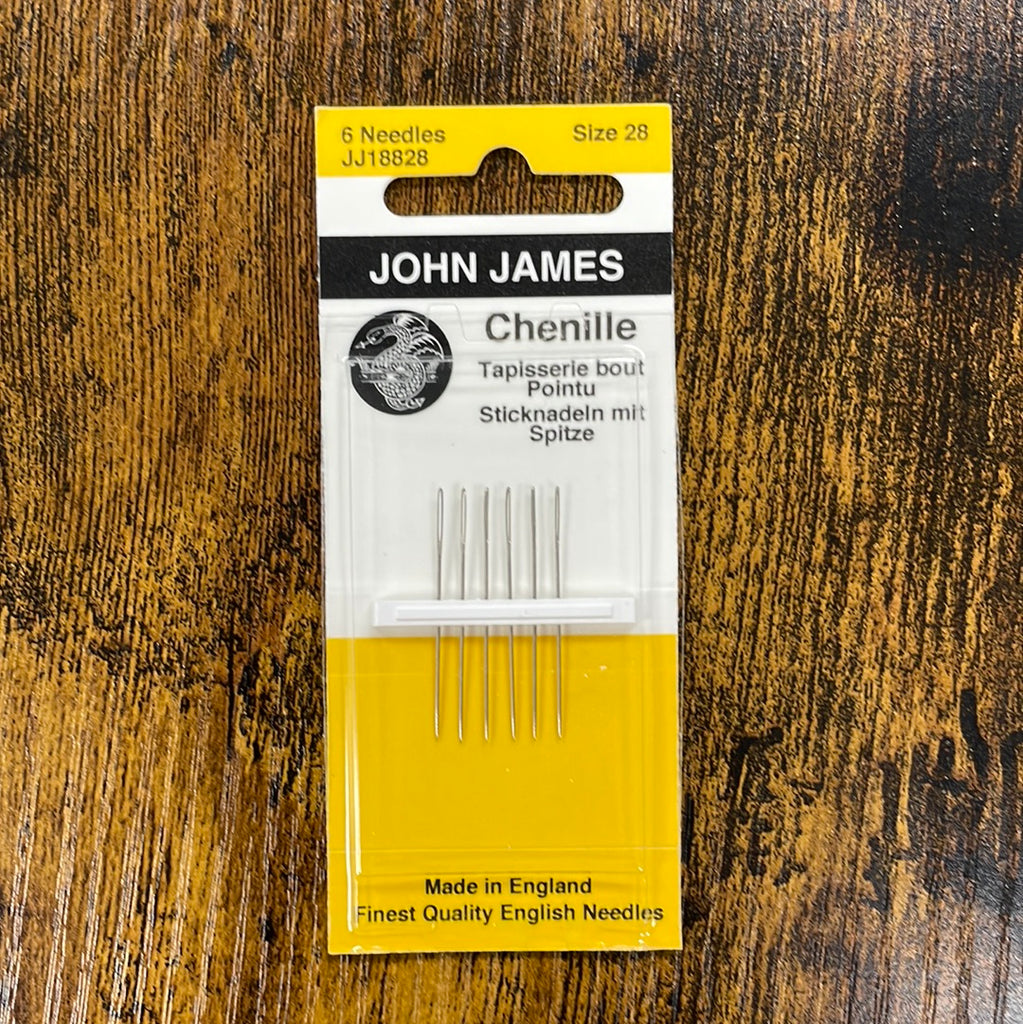 6 Needles
Size 28
JJ18828
JOHN JAMES
Chenille
Tapisserie bout
Pointu
Sticknadeln mit
Spitze
Made in England
Finest Quality English Needles